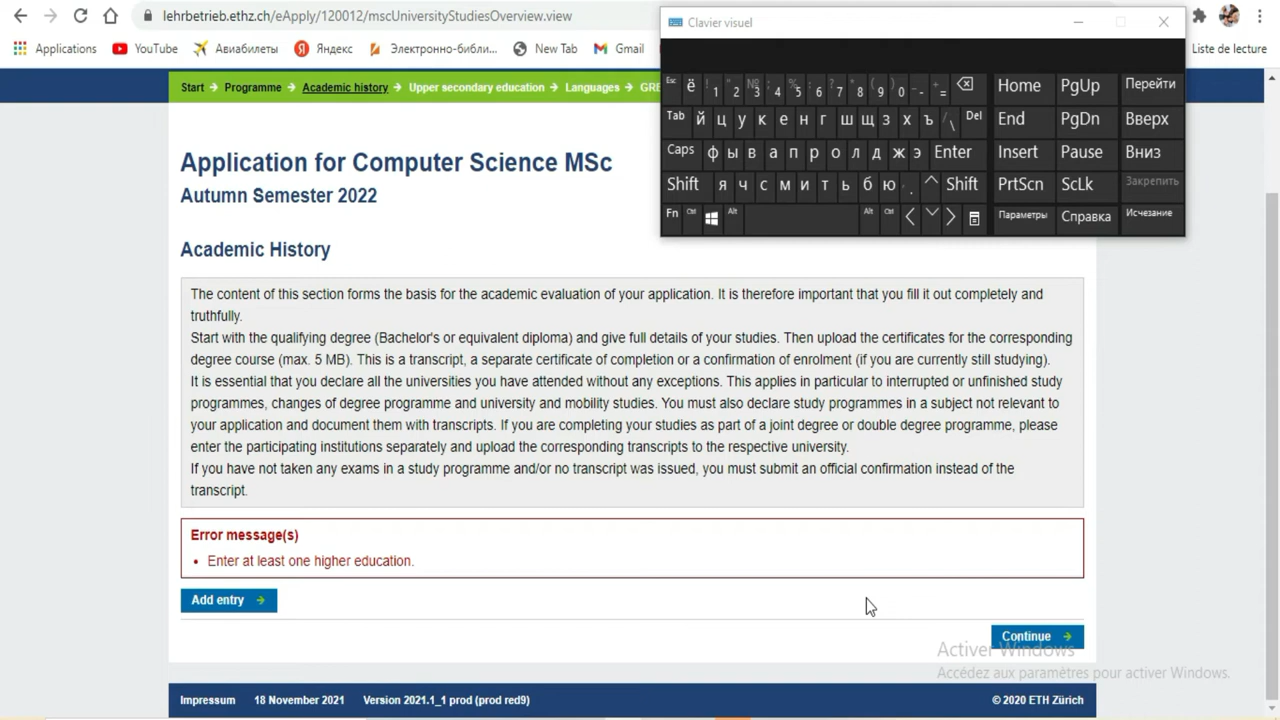 lehrbetrieb.ethz.ch/eApply/120012/mscUniversityStudiesOverview.view
Applications YouTube Авиабилеты Яндекс Электронно-библи... New Tab Gmail Liste de lecture
Clavier visuel
Esc ё ! 1 " 2 № 3 ; 4 % 5 : 6 ? 7 * 8 ( 9 ) 0 _ - + = Home PgUp Перейти
Tab й ц у к е н г ш щ з х ъ / \ Del End PgDn Вверх
Caps ф ы в а п р о л д ж э Enter Insert Pause Вниз
Shift я ч с м и т ь б ю , . Shift PrtScn ScLk Закрепить
Fn Ctrl Alt Alt Ctrl Параметры Справка Исчезание
Start Programme Academic history Upper secondary education Languages GRE
Application for Computer Science MSc
Autumn Semester 2022
Academic History
The content of this section forms the basis for the academic evaluation of your application. It is therefore important that you fill it out completely and
truthfully.
Start with the qualifying degree (Bachelor's or equivalent diploma) and give full details of your studies. Then upload the certificates for the corresponding
degree course (max. 5 MB). This is a transcript, a separate certificate of completion or a confirmation of enrolment (if you are currently still studying).
It is essential that you declare all the universities you have attended without any exceptions. This applies in particular to interrupted or unfinished study
programmes, changes of degree programme and university and mobility studies. You must also declare study programmes in a subject not relevant to
your application and document them with transcripts. If you are completing your studies as part of a joint degree or double degree programme, please
enter the participating institutions separately and upload the corresponding transcripts to the respective university.
If you have not taken any exams in a study programme and/or no transcript was issued, you must submit an official confirmation instead of the
transcript.
Error message(s)
• Enter at least one higher education.
Add entry
Continue
Activer Windows
Accédez aux paramètres pour activer Windows.
Impressum 18 November 2021 Version 2021.1_1 prod (prod red9) © 2020 ETH Zürich